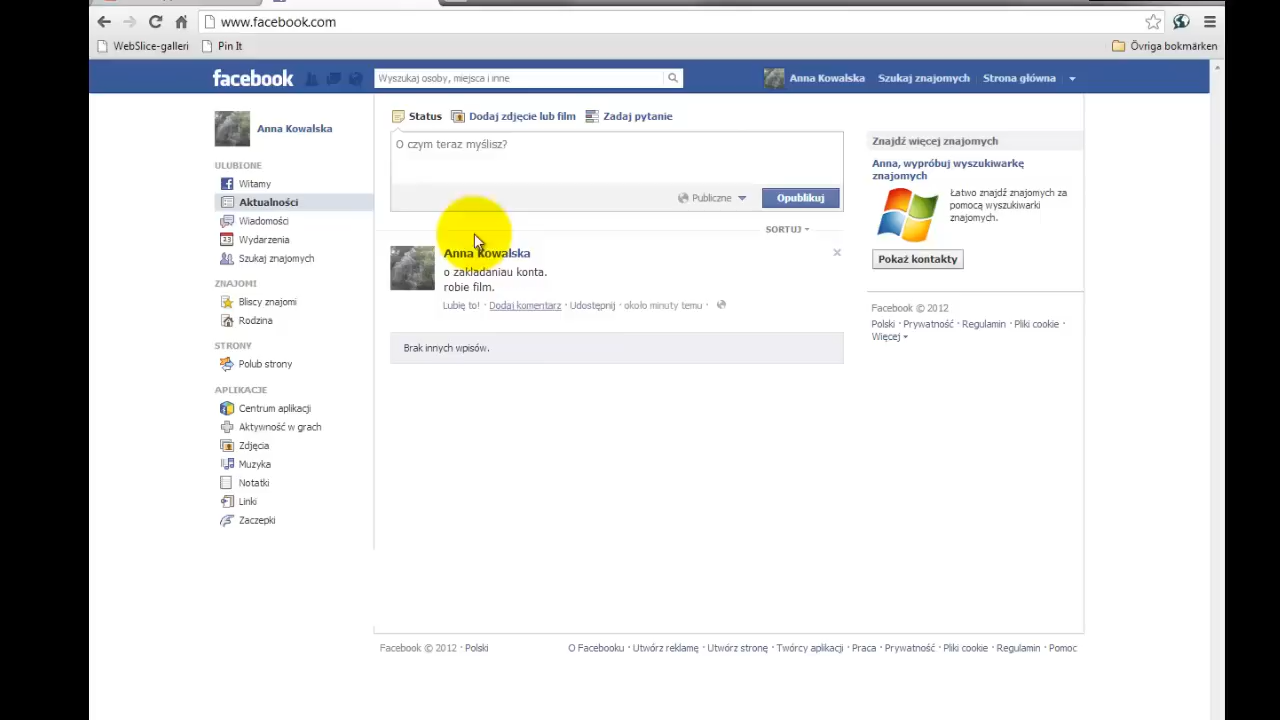 www.facebook.com
WebSlice-galleri
Pin It
Övriga bokmärken
facebook
Wyszukaj osoby, miejsca i inne
Anna Kowalska
Szukaj znajomych
Strona główna
Anna Kowalska
ULUBIONE
Witamy
Aktualności
Wiadomości
23
Wydarzenia
Szukaj znajomych
ZNAJOMI
Bliscy znajomi
Rodzina
STRONY
Polub strony
APLIKACJE
Centrum aplikacji
Aktywność w grach
Zdjęcia
Muzyka
Notatki
Linki
Zaczepki
Status
Dodaj zdjęcie lub film
Zadaj pytanie
O czym teraz myślisz?
Publiczne
Opublikuj
SORTUJ
Anna Kowalska
o zakładaniau konta.
robie film.
Lubię to! · Dodaj komentarz · Udostępnij · około minuty temu ·
Brak innych wpisów.
Znajdź więcej znajomych
Anna, wypróbuj wyszukiwarkę
znajomych
Łatwo znajdź znajomych za
pomocą wyszukiwarki
znajomych.
Pokaż kontakty
Facebook © 2012
Polski · Prywatność · Regulamin · Pliki cookie ·
Więcej
Facebook © 2012 · Polski
O Facebooku · Utwórz reklamę · Utwórz stronę · Twórcy aplikacji · Praca · Prywatność · Pliki cookie · Regulamin · Pomoc